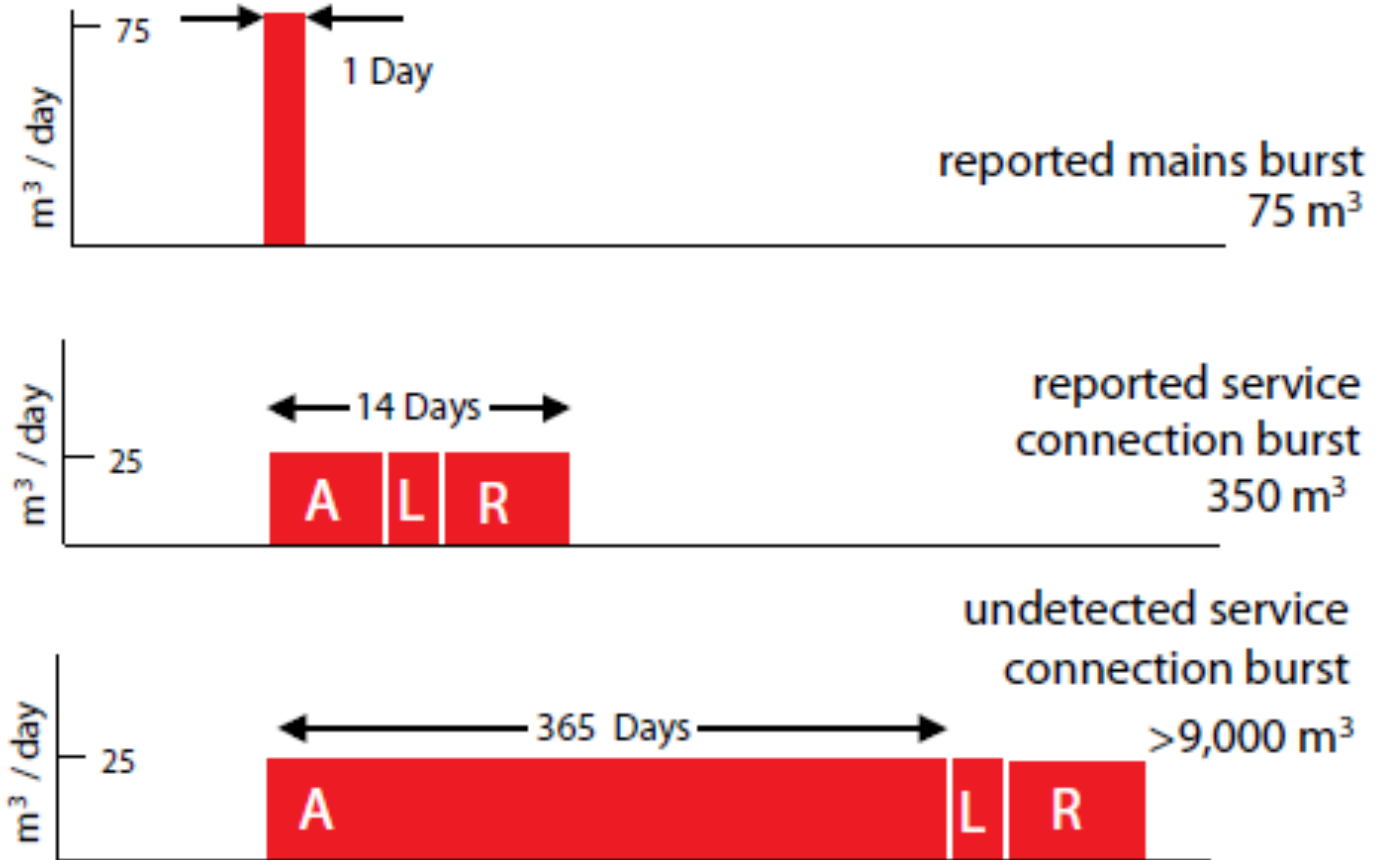 75
1 Day
m³ / day
reported mains burst
75 m³
14 Days
m³ / day
25
A L R
reported service
connection burst
350 m³
undetected service
connection burst
>9,000 m³
365 Days
m³ / day
25
A L R